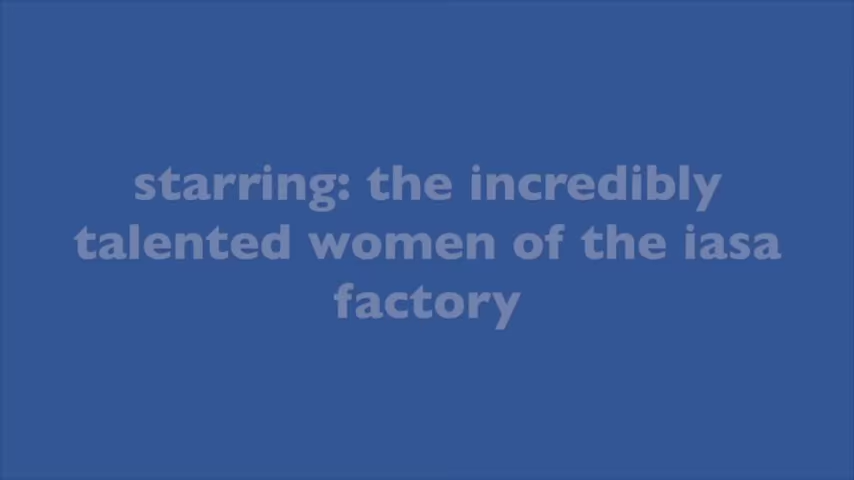 starring: the incredibly
talented women of the iasa
factory